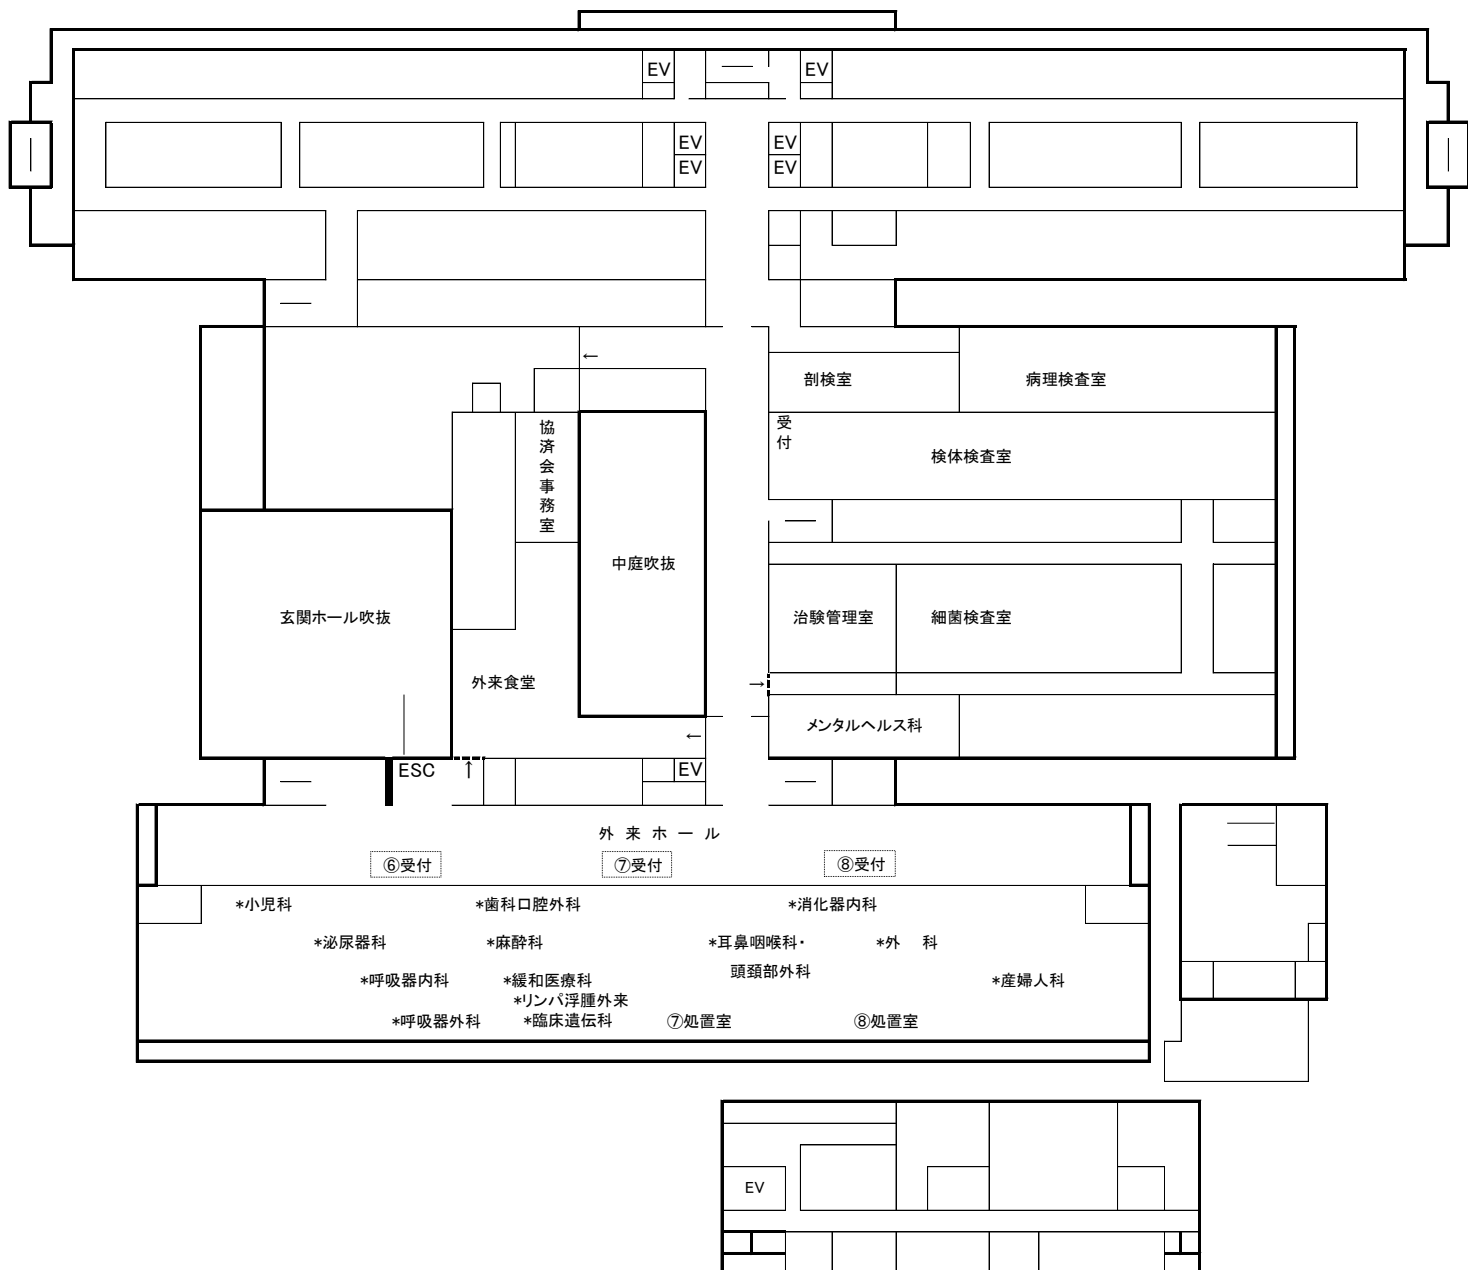 EV
EV
EV
EV
EV
EV
←
剖検室
病理検査室
受付
検体検査室
協済会事務室
中庭吹抜
玄関ホール吹抜
治験管理室
細菌検査室
外来食堂
→
メンタルヘルス科
←
ESC
↑
EV
外 来 ホ ー ル
⑥受付
⑦受付
⑧受付
*小児科
*歯科口腔外科
*消化器内科
*泌尿器科
*麻酔科
*耳鼻咽喉科・
頭頚部外科
*外 科
*呼吸器内科
*緩和医療科
*産婦人科
*リンパ浮腫外来
*呼吸器外科
*臨床遺伝科
⑦処置室
⑧処置室
EV